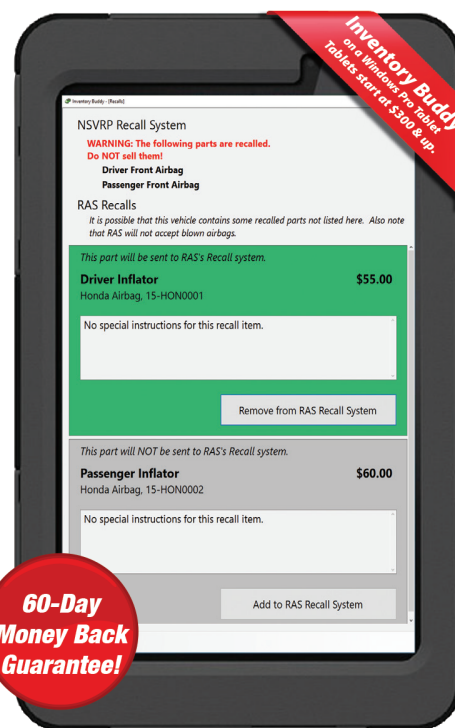 Inventory Buddy
on a Windows Pro Tablet
Tablets start at $300 & up.
Inventory Buddy - [Recalls]
NSVRP Recall System
WARNING: The following parts are recalled.
Do NOT sell them!
Driver Front Airbag
Passenger Front Airbag
RAS Recalls
It is possible that this vehicle contains some recalled parts not listed here. Also note
that RAS will not accept blown airbags.
This part will be sent to RAS's Recall system.
Driver Inflator $55.00
Honda Airbag, 15-HON0001
No special instructions for this recall item.
Remove from RAS Recall System
This part will NOT be sent to RAS's Recall system.
Passenger Inflator $60.00
Honda Airbag, 15-HON0002
No special instructions for this recall item.
Add to RAS Recall System
60-Day
Money Back
Guarantee!